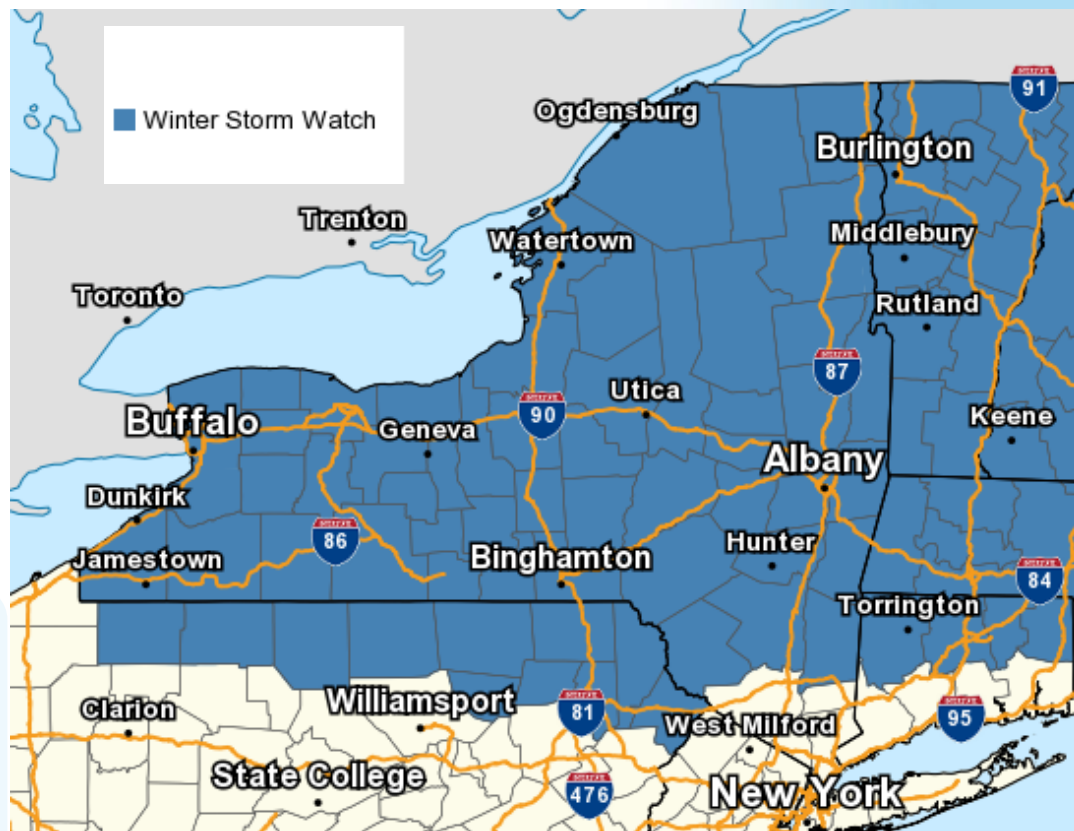 Winter Storm Watch
Ogdensburg
91
Burlington
Trenton
Watertown
Middlebury
Toronto
Rutland
87
Utica
90
Buffalo
Geneva
Keene
Albany
Dunkirk
86
Hunter
Jamestown
Binghamton
84
Torrington
Williamsport
Clarion
81
West Milford
95
State College
476
New York